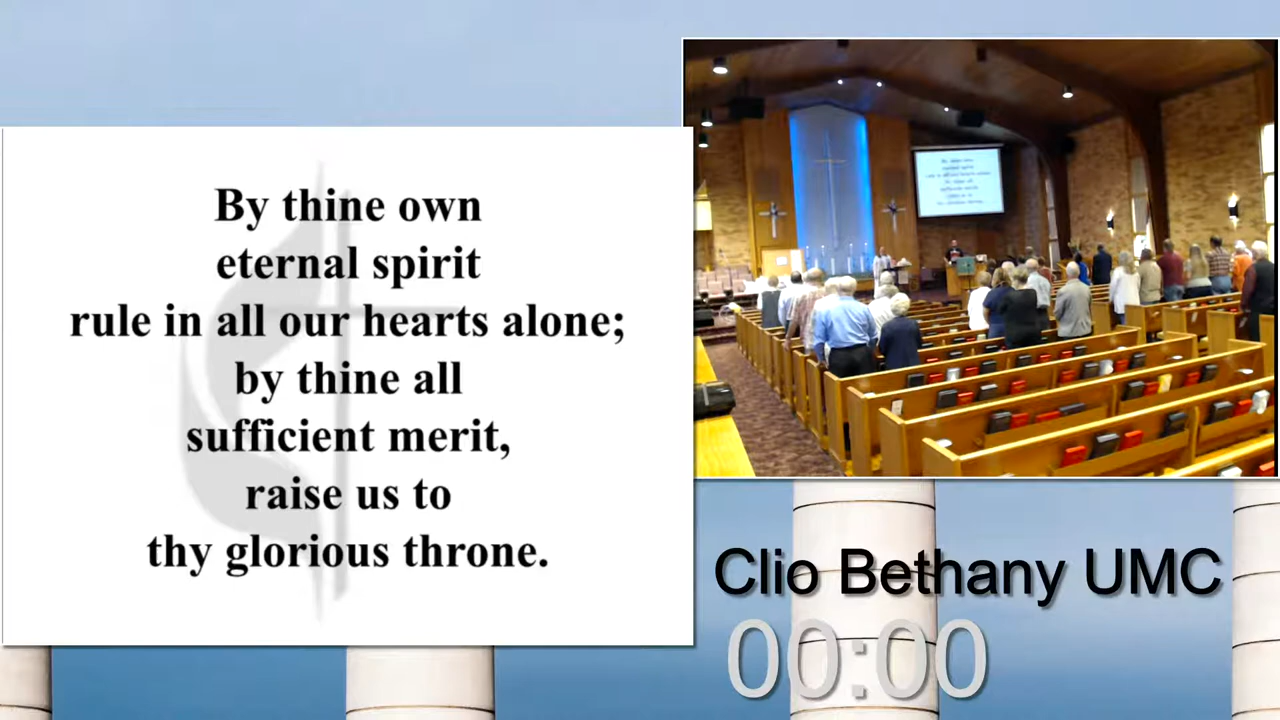 By thine own
eternal spirit
rule in all our hearts alone;
by thine all
sufficient merit,
raise us to
thy glorious throne.
Clio Bethany UMC
00:00